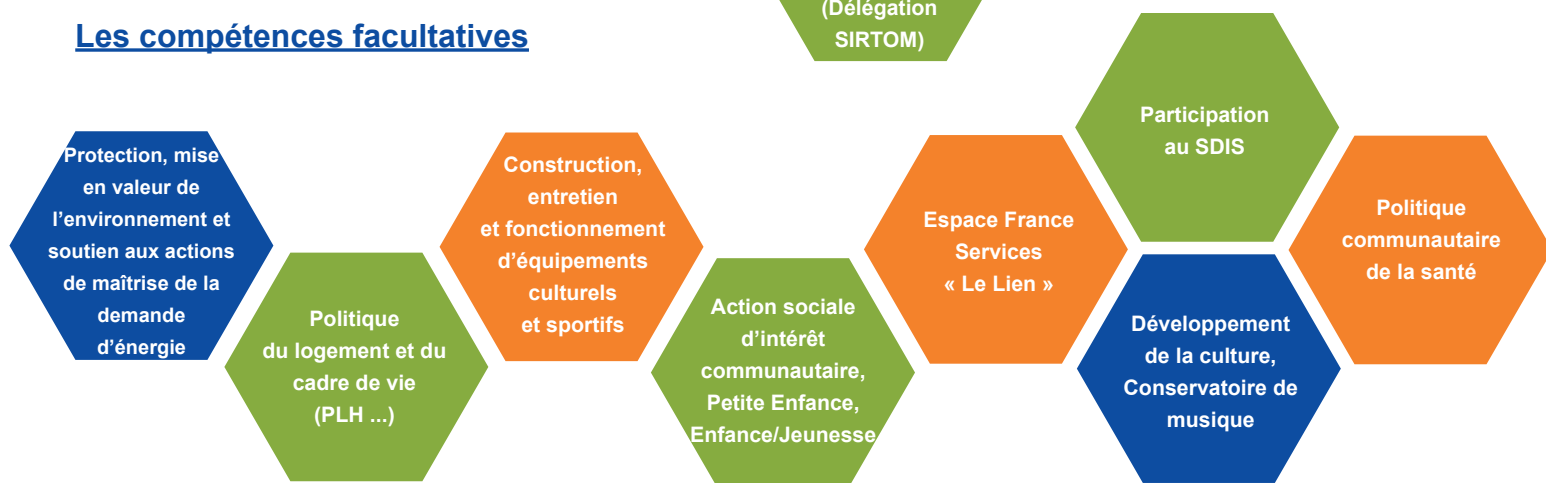 (Délégation
SIRTOM)
Les compétences facultatives
Protection, mise
en valeur de
l’environnement et
soutien aux actions
de maîtrise de la
demande
d’énergie
Politique
du logement et du
cadre de vie
(PLH ...)
Construction,
entretien
et fonctionnement
d’équipements
culturels
et sportifs
Action sociale
d’intérêt
communautaire,
Petite Enfance,
Enfance/Jeunesse
Espace France
Services
« Le Lien »
Participation
au SDIS
Développement
de la culture,
Conservatoire de
musique
Politique
communautaire
de la santé